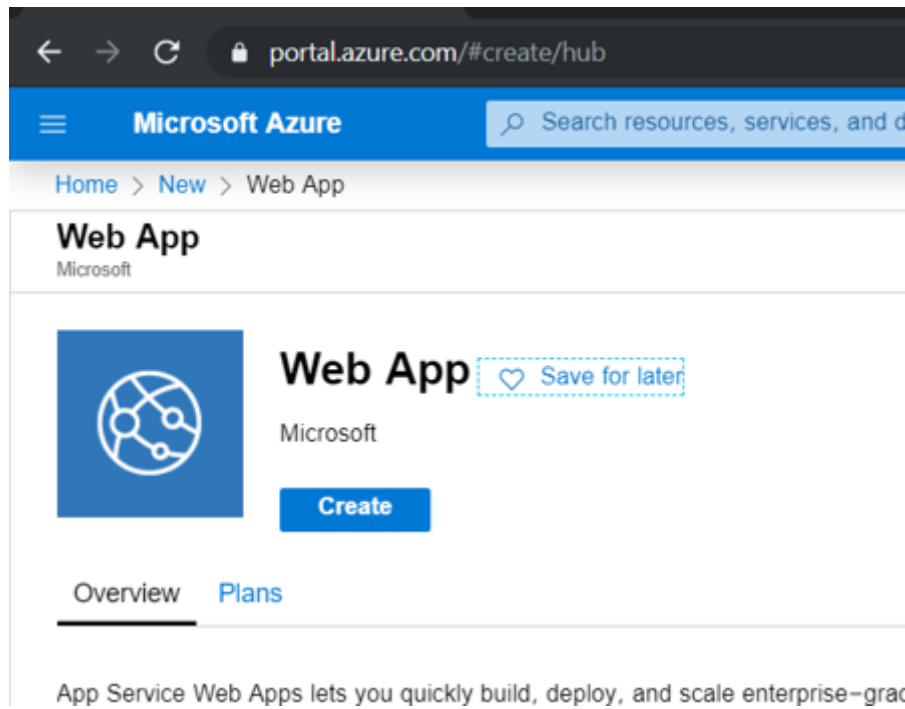 portal.azure.com/#create/hub
Microsoft Azure
Search resources, services, and d
Home > New > Web App
Web App
Microsoft
Web App
Save for later
Microsoft
Create
Overview Plans
App Service Web Apps lets you quickly build, deploy, and scale enterprise-grad